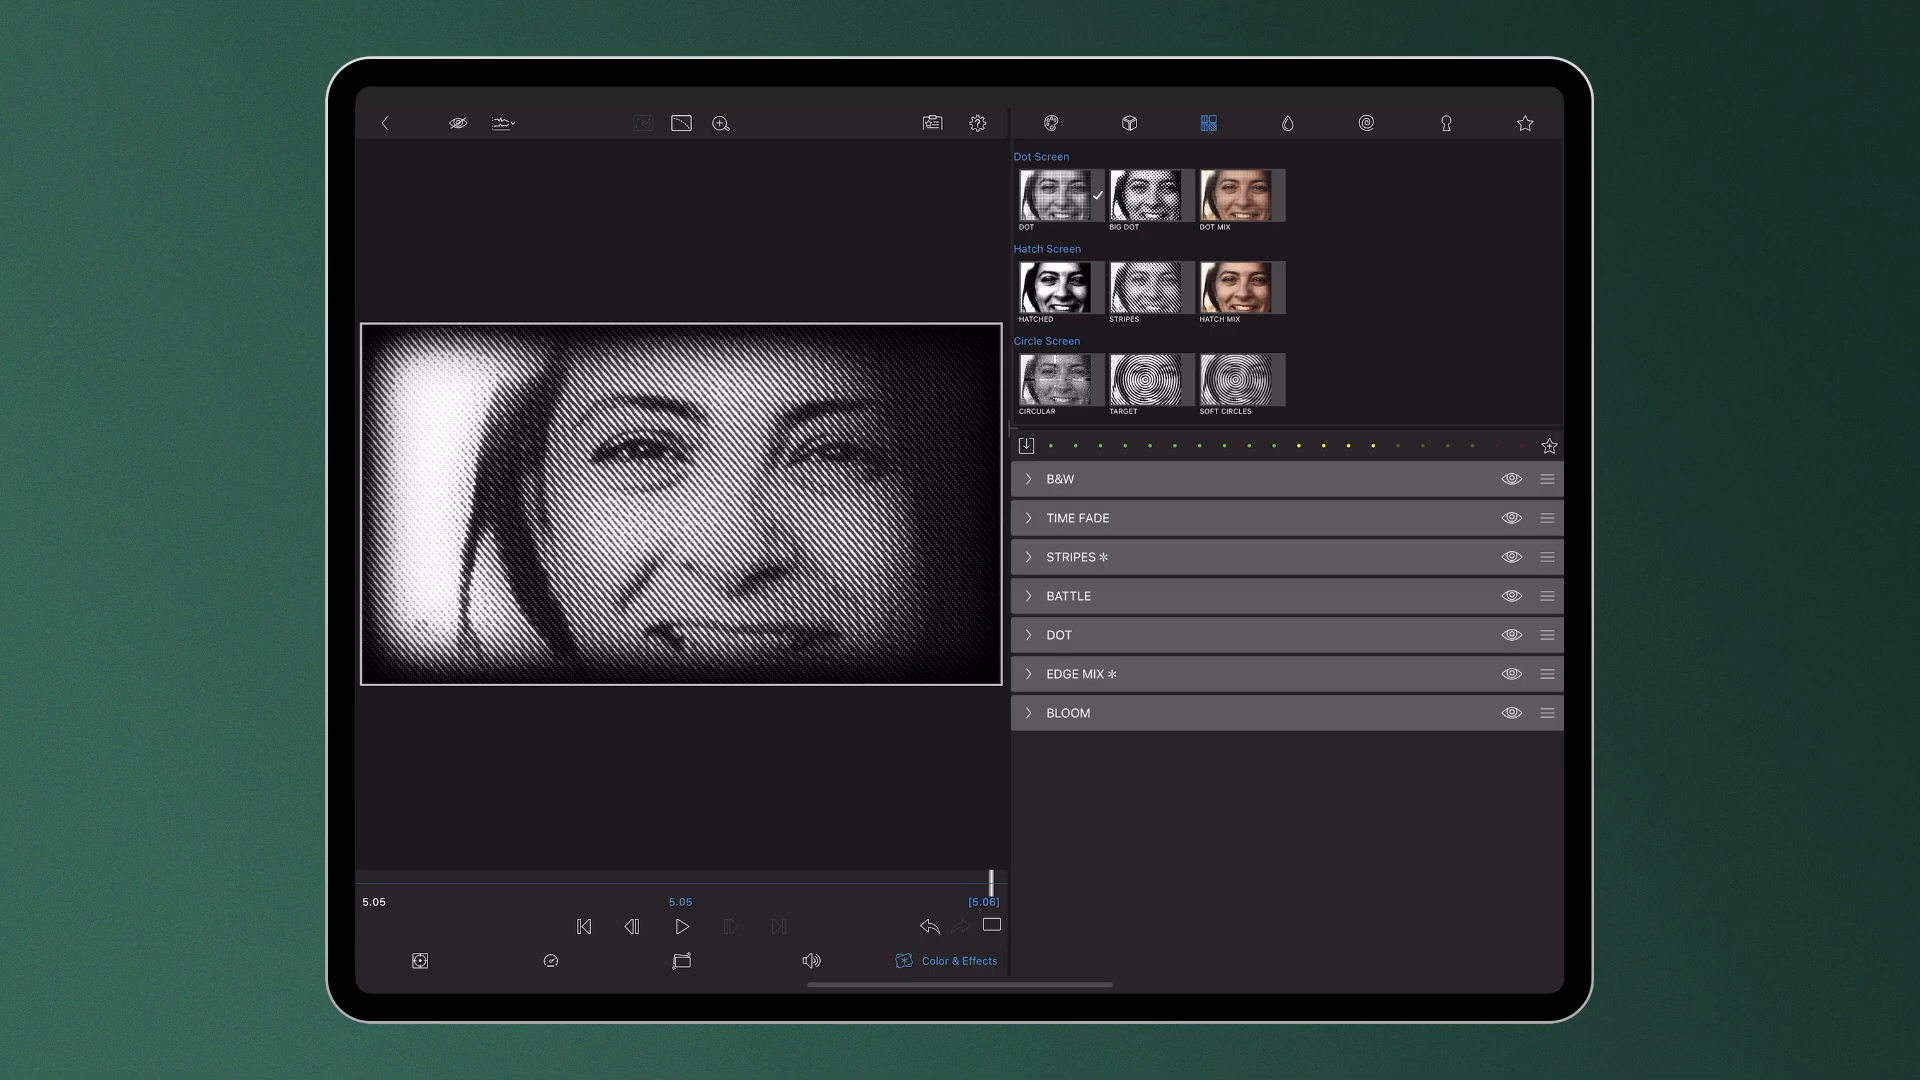 Dot Screen
DOT
BIG DOT
DOT MIX
Hatch Screen
HATCHED
STRIPES
HATCH MIX
Circle Screen
CIRCULAR
TARGET
SOFT CIRCLES
B&W
TIME FADE
STRIPES ✻
BATTLE
DOT
EDGE MIX ✻
BLOOM
5.05
5.05
[5.06]
Color & Effects